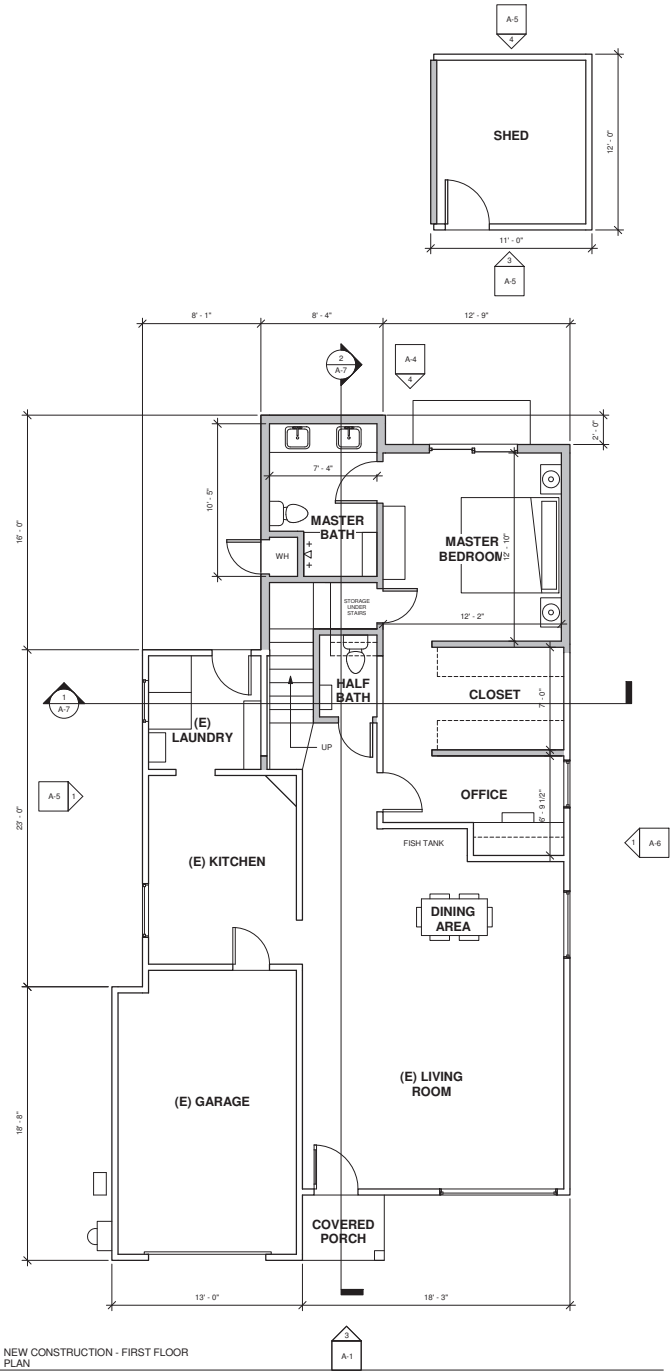 A-5
4
SHED
12' - 0"
11' - 0"
3
A-5
8' - 1"
8' - 4"
12' - 9"
2
A-7
A-4
4
2' - 0"
7' - 4"
10' - 5"
16' - 0"
MASTER
BATH
MASTER
BEDROOM
12' - 10"
WH
STORAGE
UNDER
STAIRS
12' - 2"
HALF
BATH
CLOSET
7' - 0"
1
A-7
(E)
LAUNDRY
UP
A-5
1
OFFICE
6' - 9 1/2"
23' - 0"
FISH TANK
1
A-6
(E) KITCHEN
DINING
AREA
(E) LIVING
ROOM
(E) GARAGE
18' - 8"
COVERED
PORCH
13' - 0"
18' - 3"
3
A-1
NEW CONSTRUCTION - FIRST FLOOR
PLAN